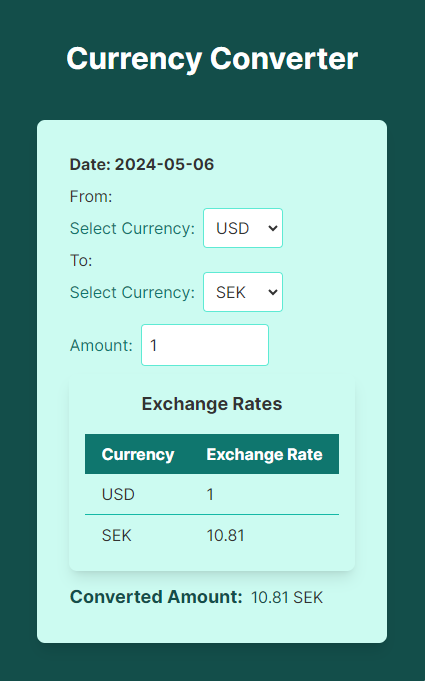 Currency Converter
Date: 2024-05-06
From:
Select Currency: USD
To:
Select Currency: SEK
Amount: 1
Exchange Rates
Currency Exchange Rate
USD 1
SEK 10.81
Converted Amount: 10.81 SEK